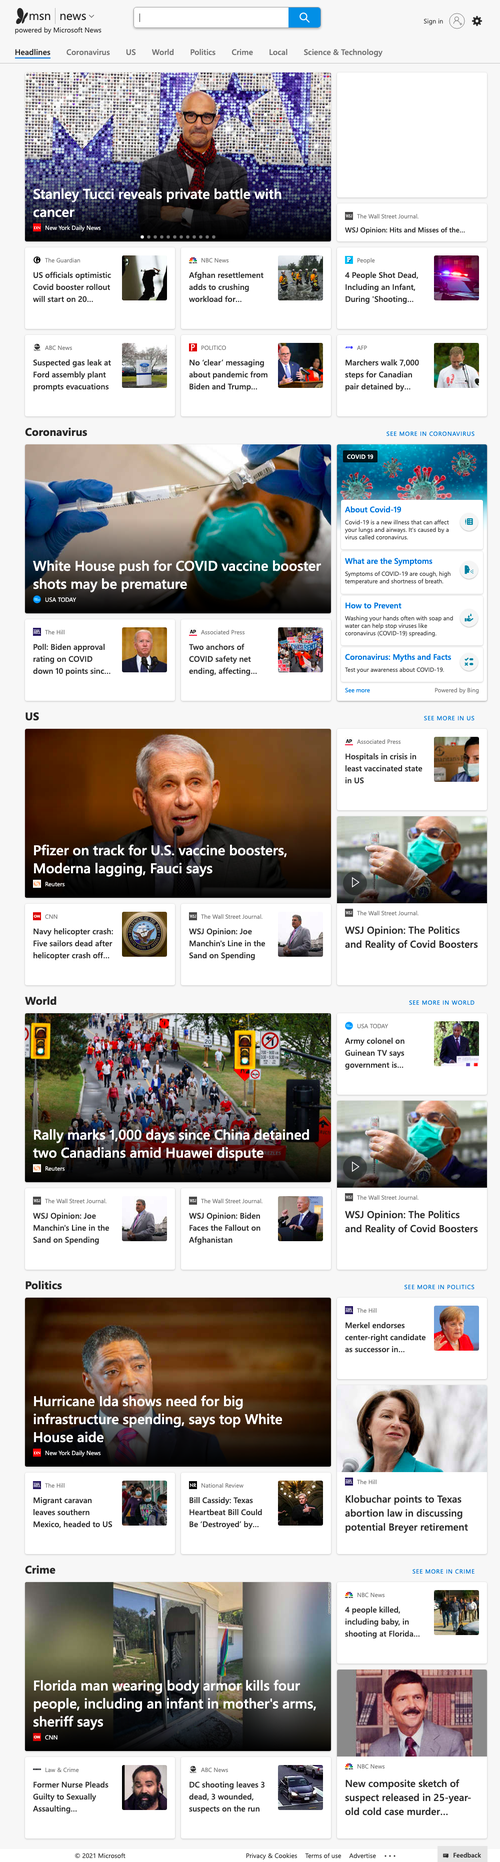 msn news
powered by Microsoft News
Sign in
Headlines Coronavirus US World Politics Crime Local Science & Technology
Stanley Tucci reveals private battle with
cancer
New York Daily News
The Wall Street Journal.
WSJ Opinion: Hits and Misses of the...
The Guardian
US officials optimistic
Covid booster rollout
will start on 20...
NBC News
Afghan resettlement
adds to crushing
workload for...
People
4 People Shot Dead,
Including an Infant,
During 'Shooting...
ABC News
Suspected gas leak at
Ford assembly plant
prompts evacuations
POLITICO
No 'clear' messaging
about pandemic from
Biden and Trump...
AFP
Marchers walk 7,000
steps for Canadian
pair detained by...
Coronavirus
SEE MORE IN CORONAVIRUS
White House push for COVID vaccine booster
shots may be premature
USA TODAY
COVID 19
About Covid-19
Covid-19 is a new illness that can affect
your lungs and airways. It's caused by a
virus called coronavirus.
What are the Symptoms
Symptoms of COVID-19 are cough, high
temperature and shortness of breath.
How to Prevent
Washing your hands often with soap and
water can help stop viruses like
coronavirus (COVID-19) spreading.
Coronavirus: Myths and Facts
Test your awareness about COVID-19.
See more
Powered by Bing
The Hill
Poll: Biden approval
rating on COVID
down 10 points sinc...
Associated Press
Two anchors of
COVID safety net
ending, affecting...
US
SEE MORE IN US
Pfizer on track for U.S. vaccine boosters,
Moderna lagging, Fauci says
Reuters
Associated Press
Hospitals in crisis in
least vaccinated state
in US
CNN
Navy helicopter crash:
Five sailors dead after
helicopter crash off...
The Wall Street Journal.
WSJ Opinion: Joe
Manchin's Line in the
Sand on Spending
The Wall Street Journal.
WSJ Opinion: The Politics
and Reality of Covid Boosters
World
SEE MORE IN WORLD
Rally marks 1,000 days since China detained
two Canadians amid Huawei dispute
Reuters
USA TODAY
Army colonel on
Guinean TV says
government is...
The Wall Street Journal.
WSJ Opinion: Joe
Manchin's Line in the
Sand on Spending
The Wall Street Journal.
WSJ Opinion: Biden
Faces the Fallout on
Afghanistan
The Wall Street Journal.
WSJ Opinion: The Politics
and Reality of Covid Boosters
Politics
SEE MORE IN POLITICS
Hurricane Ida shows need for big
infrastructure spending, says top White
House aide
New York Daily News
The Hill
Merkel endorses
center-right candidate
as successor in...
The Hill
Migrant caravan
leaves southern
Mexico, headed to US
National Review
Bill Cassidy: Texas
Heartbeat Bill Could
Be 'Destroyed' by...
The Hill
Klobuchar points to Texas
abortion law in discussing
potential Breyer retirement
Crime
SEE MORE IN CRIME
Florida man wearing body armor kills four
people, including an infant in mother's arms,
sheriff says
CNN
NBC News
4 people killed,
including baby, in
shooting at Florida...
Law & Crime
Former Nurse Pleads
Guilty to Sexually
Assaulting...
ABC News
DC shooting leaves 3
dead, 3 wounded,
suspects on the run
NBC News
New composite sketch of
suspect released in 25-year-
old cold case murder...
© 2021 Microsoft
Privacy & Cookies Terms of use Advertise
Feedback